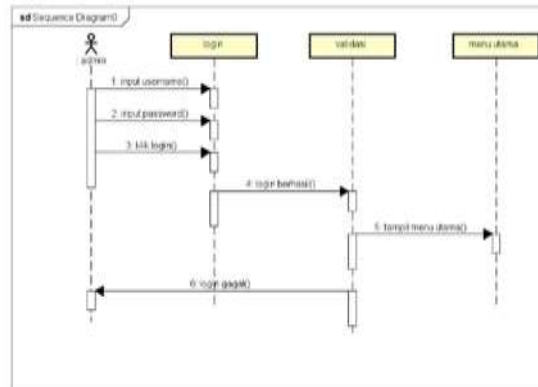 sd Sequence Diagram0
admin
login
validasi
menu utama
1: input username()
2: input password()
3: klik login()
4: login berhasil()
5: tampil menu utama()
6: login gagal()